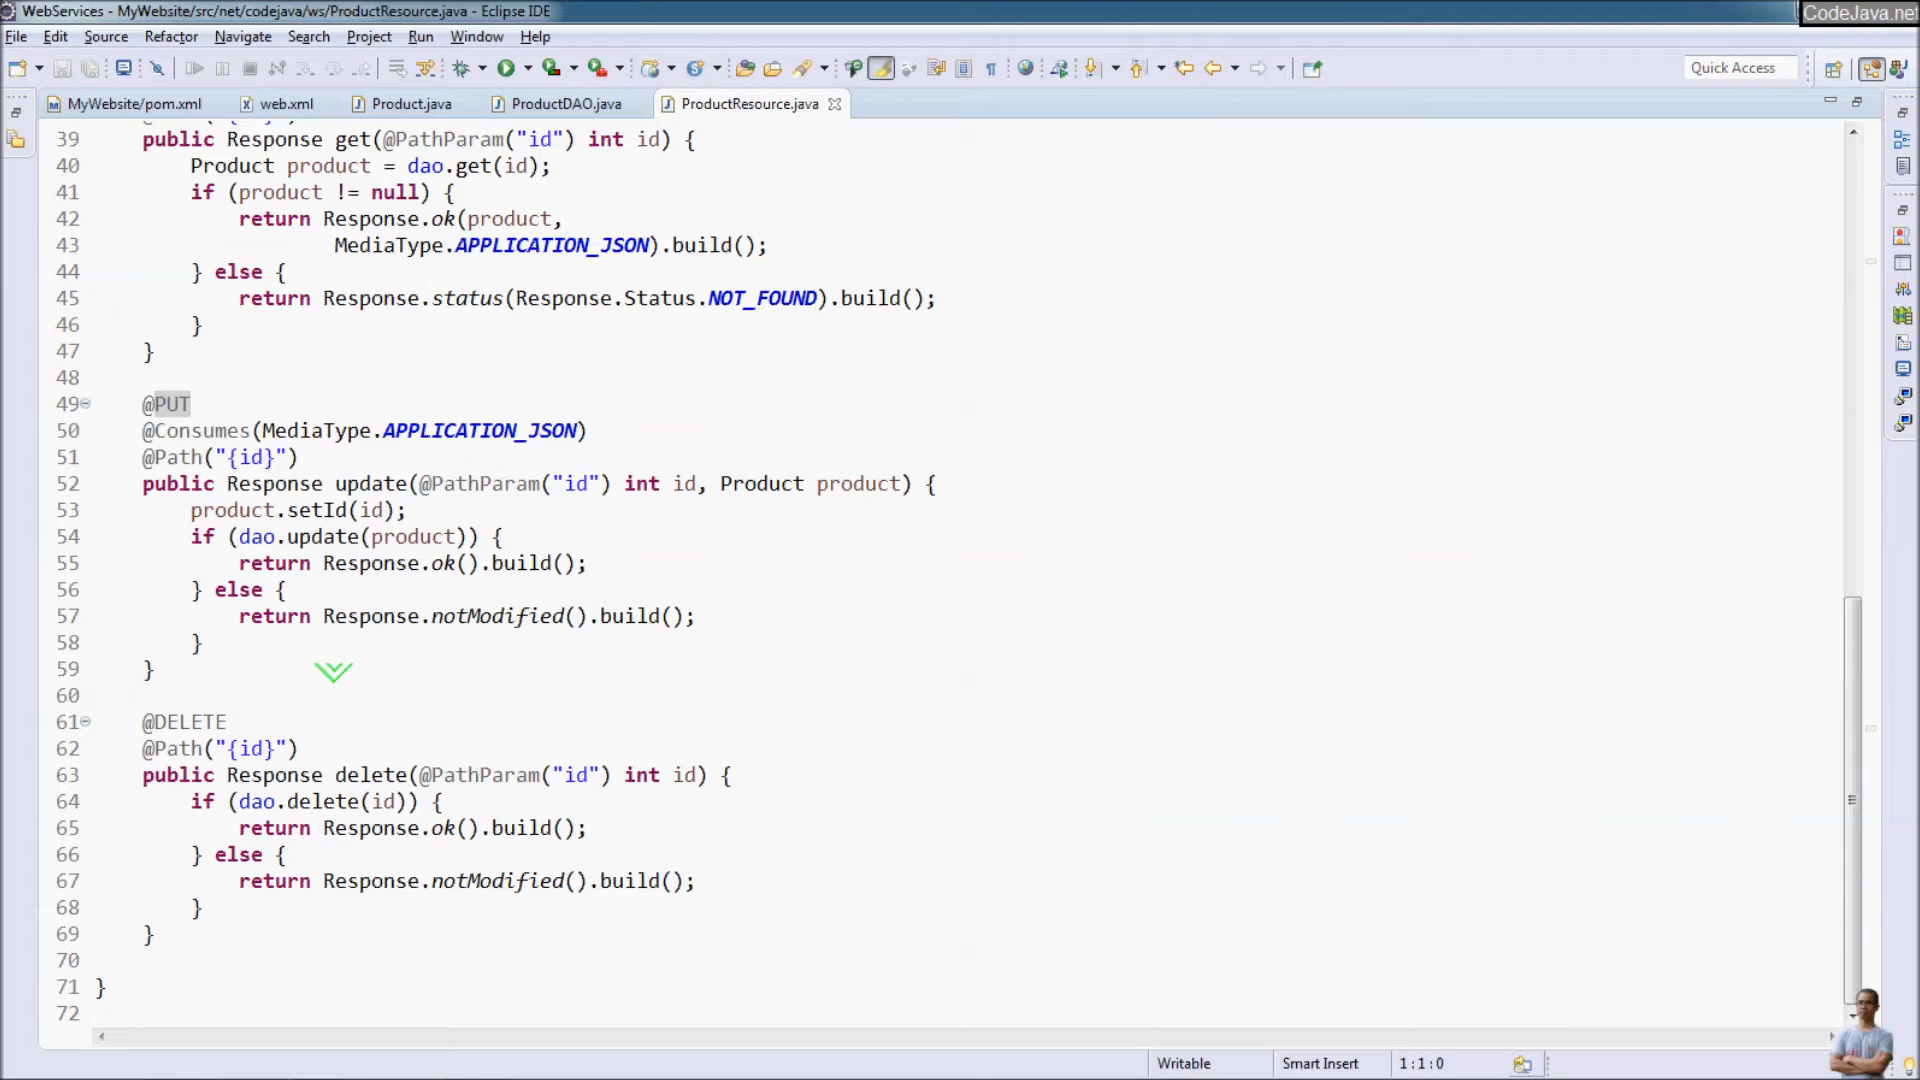 WebServices - MyWebsite/src/net/codejava/ws/ProductResource.java - Eclipse IDE
CodeJava.net
File Edit Source Refactor Navigate Search Project Run Window Help
Quick Access
MyWebsite/pom.xml web.xml Product.java ProductDAO.java ProductResource.java
39 public Response get(@PathParam("id") int id) {
40 Product product = dao.get(id);
41 if (product != null) {
42 return Response.ok(product,
43 MediaType.APPLICATION_JSON).build();
44 } else {
45 return Response.status(Response.Status.NOT_FOUND).build();
46 }
47 }
48
49 @PUT
50 @Consumes(MediaType.APPLICATION_JSON)
51 @Path("{id}")
52 public Response update(@PathParam("id") int id, Product product) {
53 product.setId(id);
54 if (dao.update(product)) {
55 return Response.ok().build();
56 } else {
57 return Response.notModified().build();
58 }
59 }
60
61 @DELETE
62 @Path("{id}")
63 public Response delete(@PathParam("id") int id) {
64 if (dao.delete(id)) {
65 return Response.ok().build();
66 } else {
67 return Response.notModified().build();
68 }
69 }
70
71 }
72
Writable Smart Insert 1:1:0